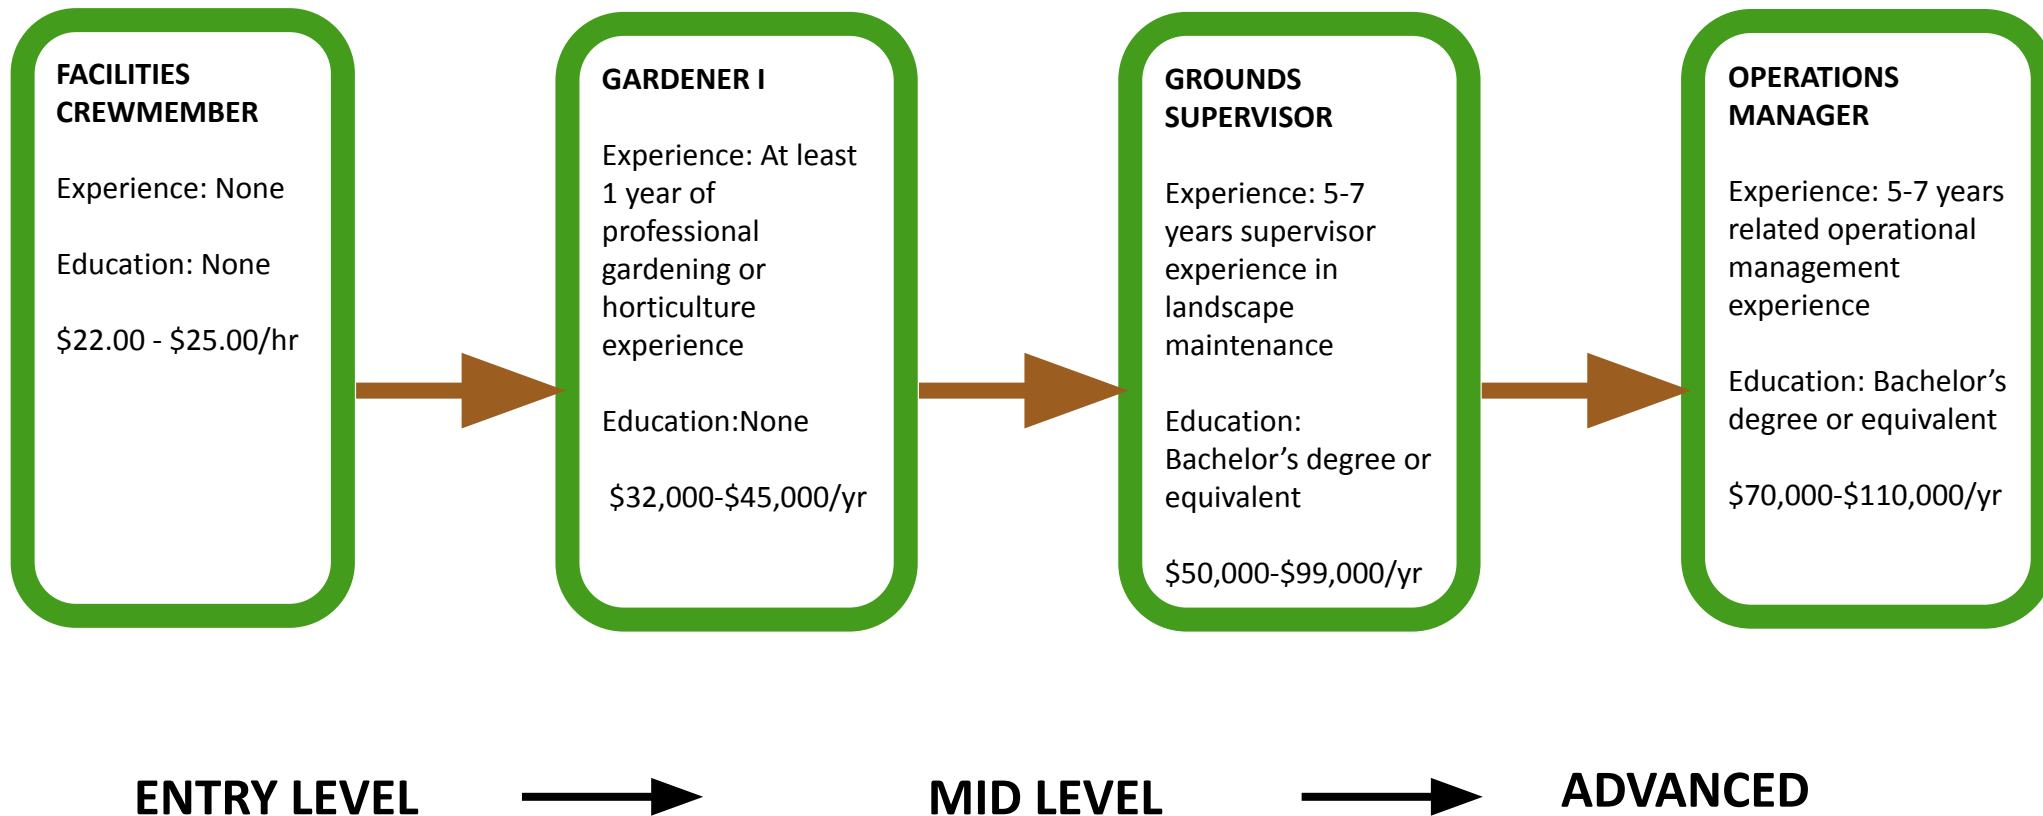 FACILITIES
CREWMEMBER
Experience: None
Education: None
$22.00 - $25.00/hr
GARDENER I
Experience: At least
1 year of
professional
gardening or
horticulture
experience
Education:None
$32,000-$45,000/yr
GROUNDS
SUPERVISOR
Experience: 5-7
years supervisor
experience in
landscape
maintenance
Education:
Bachelor’s degree or
equivalent
$50,000-$99,000/yr
OPERATIONS
MANAGER
Experience: 5-7 years
related operational
management
experience
Education: Bachelor’s
degree or equivalent
$70,000-$110,000/yr
ENTRY LEVEL
MID LEVEL
ADVANCED